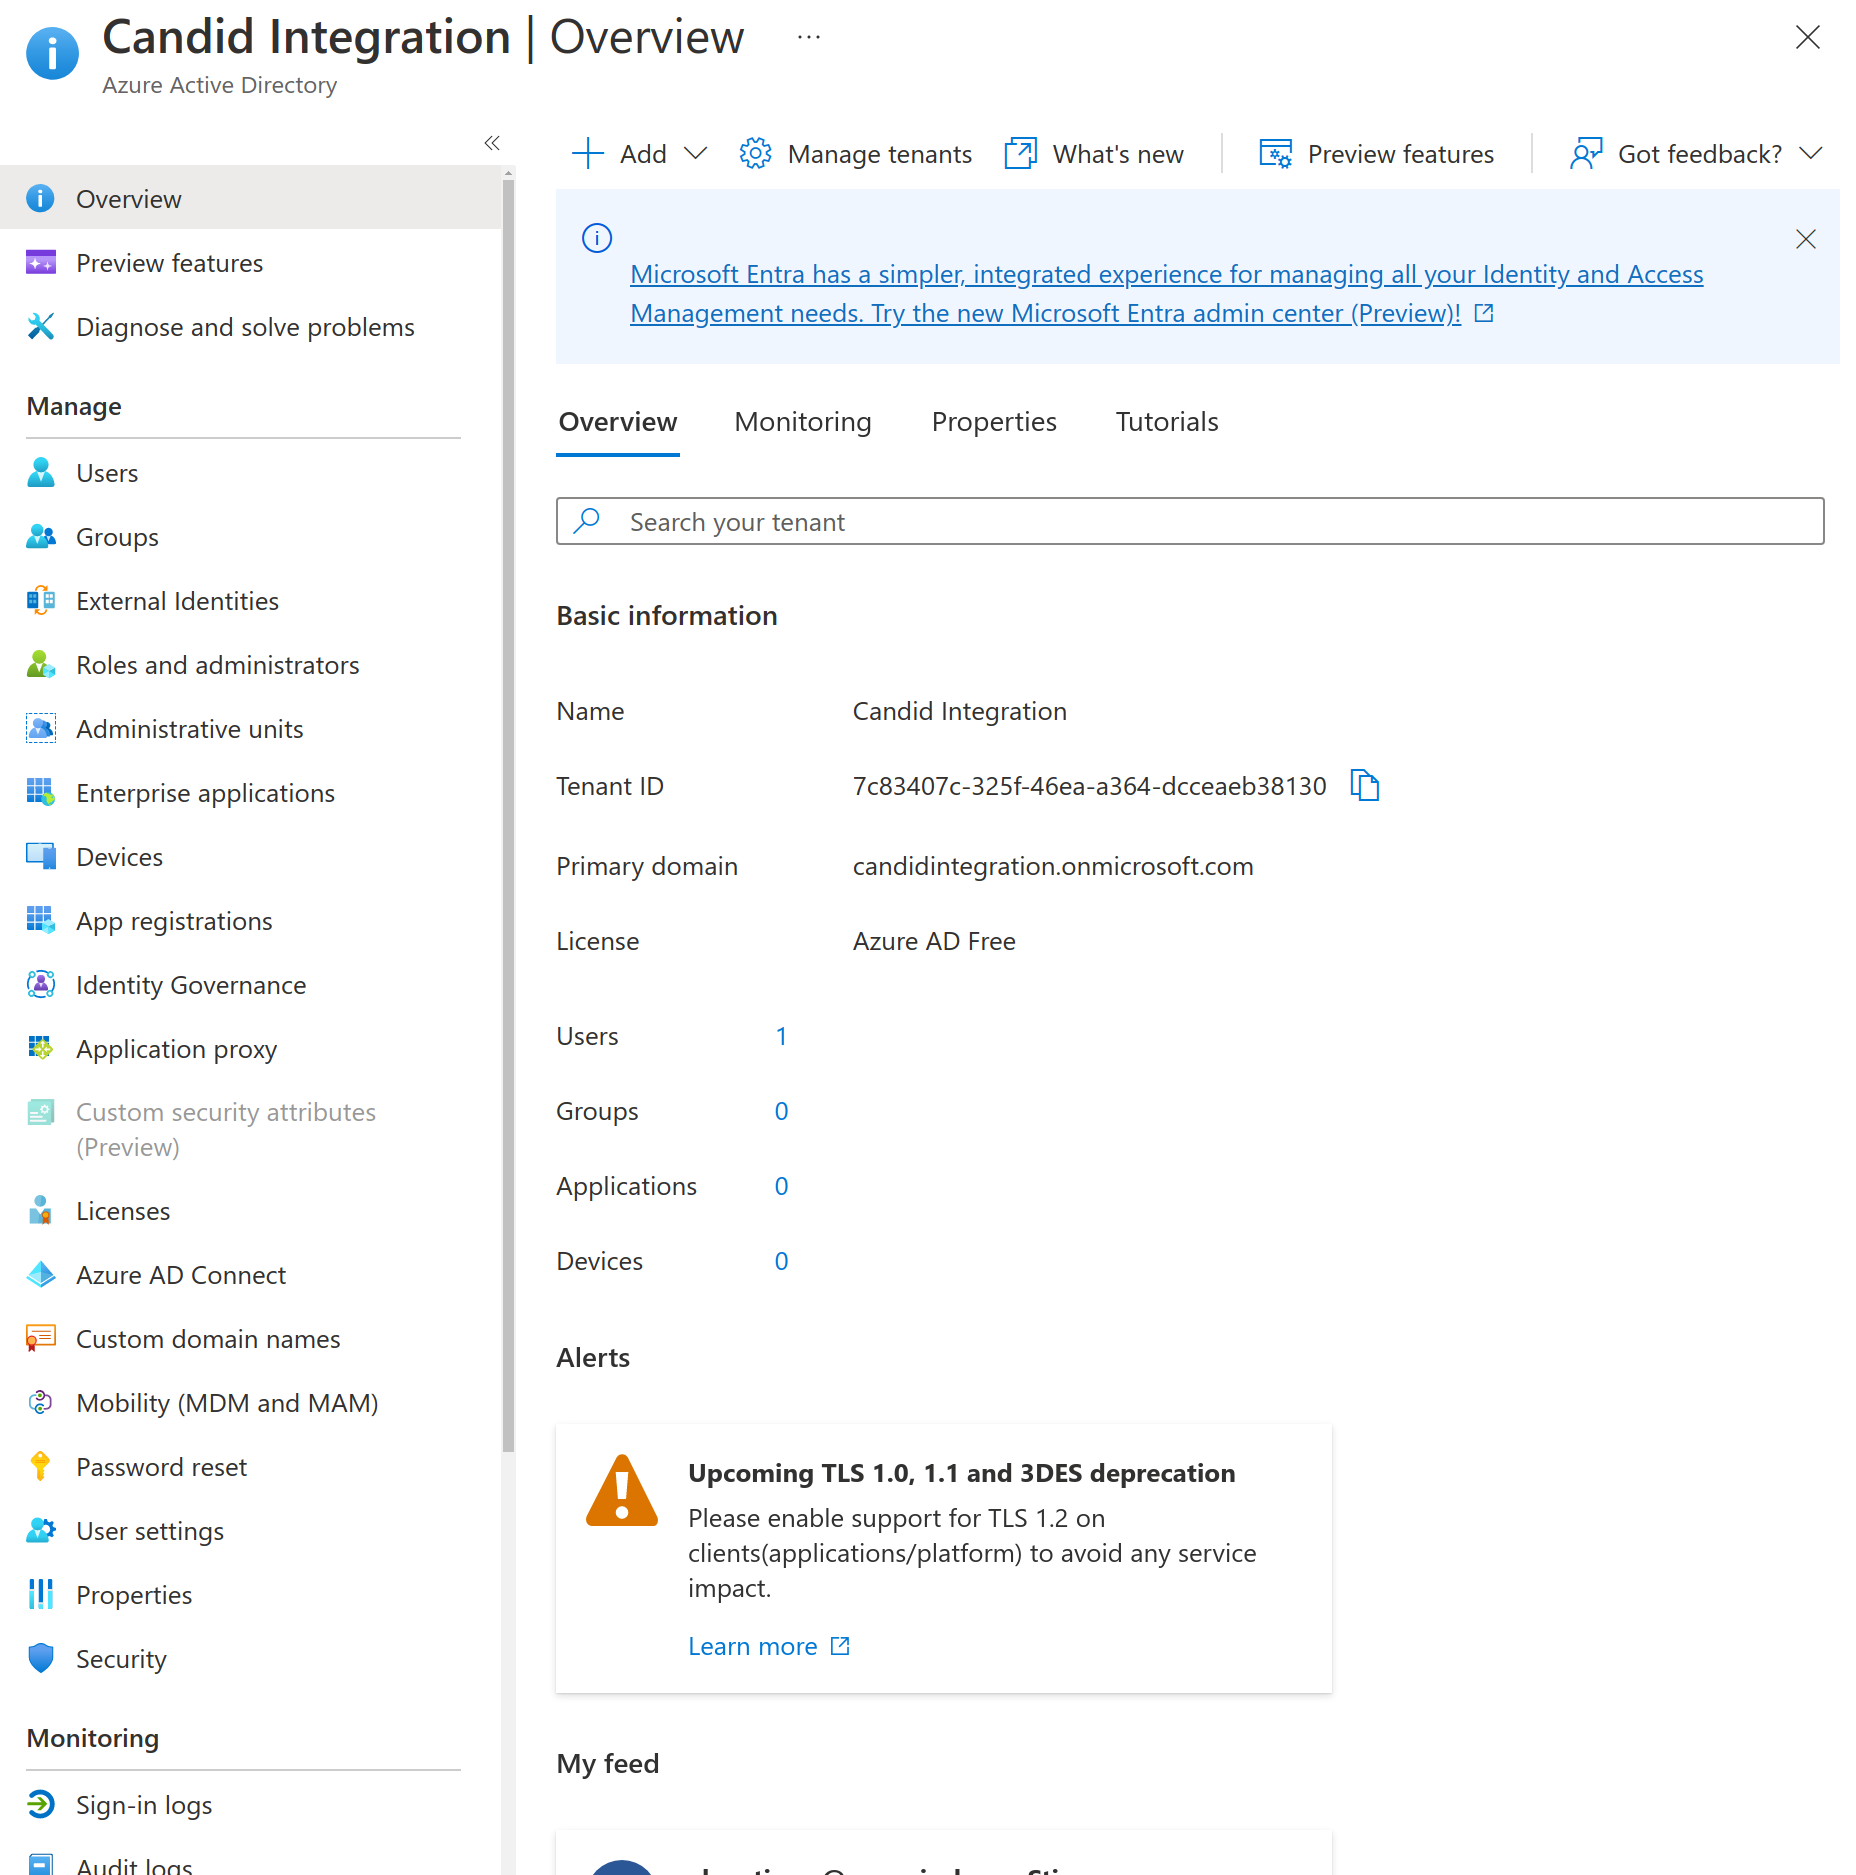 Candid Integration | Overview ...
Azure Active Directory
Overview
Preview features
Diagnose and solve problems
Manage
Users
Groups
External Identities
Roles and administrators
Administrative units
Enterprise applications
Devices
App registrations
Identity Governance
Application proxy
Custom security attributes
(Preview)
Licenses
Azure AD Connect
Custom domain names
Mobility (MDM and MAM)
Password reset
User settings
Properties
Security
Monitoring
Sign-in logs
Audit logs
Add Manage tenants What's new Preview features Got feedback?
Microsoft Entra has a simpler, integrated experience for managing all your Identity and Access
Management needs. Try the new Microsoft Entra admin center (Preview)!
Overview Monitoring Properties Tutorials
Search your tenant
Basic information
Name Candid Integration
Tenant ID 7c83407c-325f-46ea-a364-dcceaeb38130
Primary domain candidintegration.onmicrosoft.com
License Azure AD Free
Users 1
Groups 0
Applications 0
Devices 0
Alerts
Upcoming TLS 1.0, 1.1 and 3DES deprecation
Please enable support for TLS 1.2 on
clients(applications/platform) to avoid any service
impact.
Learn more
My feed